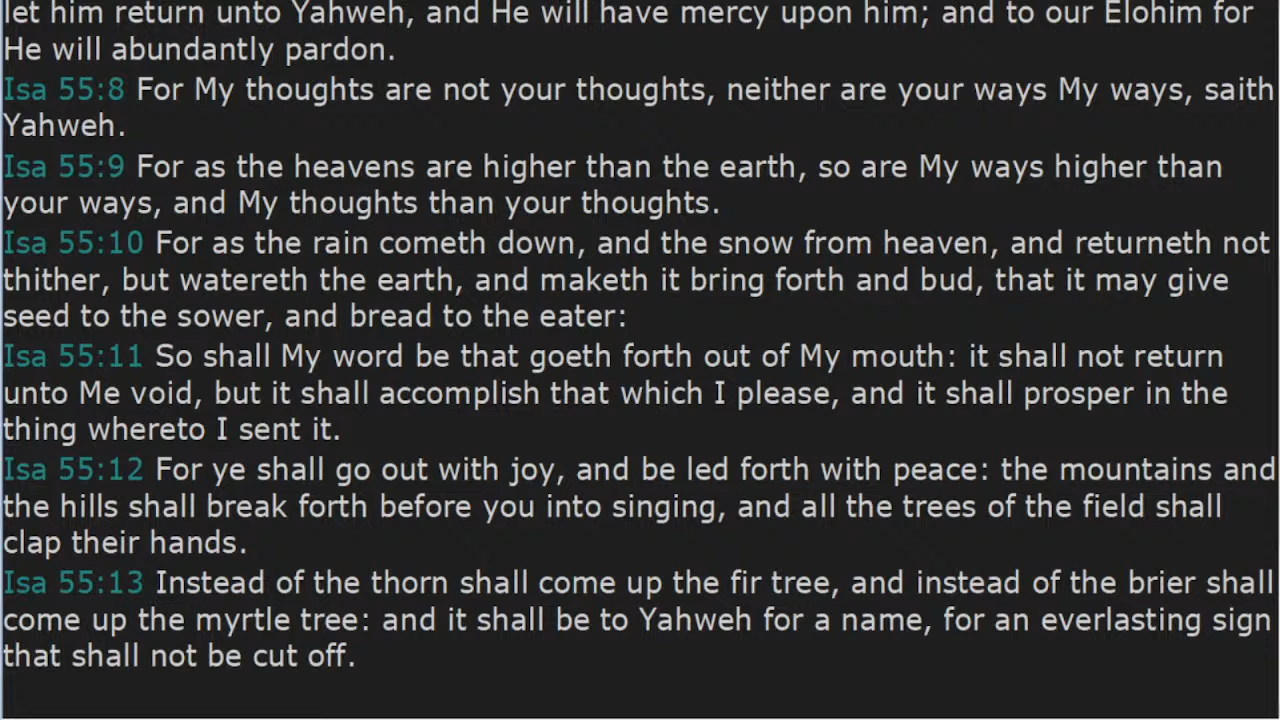 let him return unto Yahweh, and He will have mercy upon him; and to our Elohim for
He will abundantly pardon.
Isa 55:8 For My thoughts are not your thoughts, neither are your ways My ways, saith
Yahweh.
Isa 55:9 For as the heavens are higher than the earth, so are My ways higher than
your ways, and My thoughts than your thoughts.
Isa 55:10 For as the rain cometh down, and the snow from heaven, and returneth not
thither, but watereth the earth, and maketh it bring forth and bud, that it may give
seed to the sower, and bread to the eater:
Isa 55:11 So shall My word be that goeth forth out of My mouth: it shall not return
unto Me void, but it shall accomplish that which I please, and it shall prosper in the
thing whereto I sent it.
Isa 55:12 For ye shall go out with joy, and be led forth with peace: the mountains and
the hills shall break forth before you into singing, and all the trees of the field shall
clap their hands.
Isa 55:13 Instead of the thorn shall come up the fir tree, and instead of the brier shall
come up the myrtle tree: and it shall be to Yahweh for a name, for an everlasting sign
that shall not be cut off.